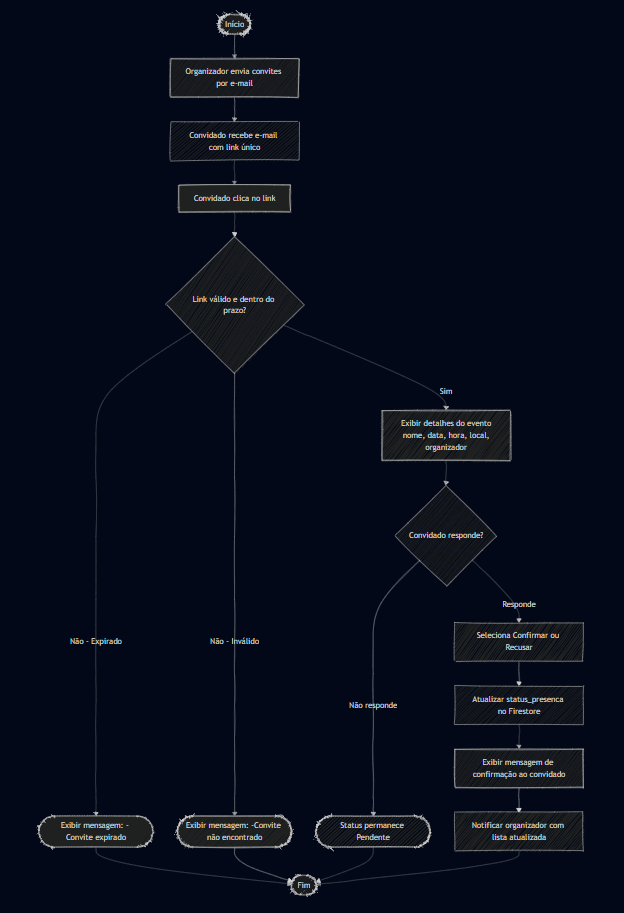 Início
Organizador envia convites
por e-mail
Convidado recebe e-mail
com link único
Convidado clica no link
Link válido e dentro do
prazo?
Sim
Exibir detalhes do evento
nome, data, hora, local,
organizador
Convidado responde?
Responde
Seleciona Confirmar ou
Recusar
Não - Expirado
Não - Inválido
Atualizar status_presenca
no Firestore
Não responde
Exibir mensagem de
confirmação ao convidado
Exibir mensagem: -
Convite expirado
Exibir mensagem: -Convite
não encontrado
Status permanece
Pendente
Notificar organizador com
lista atualizada
Fim